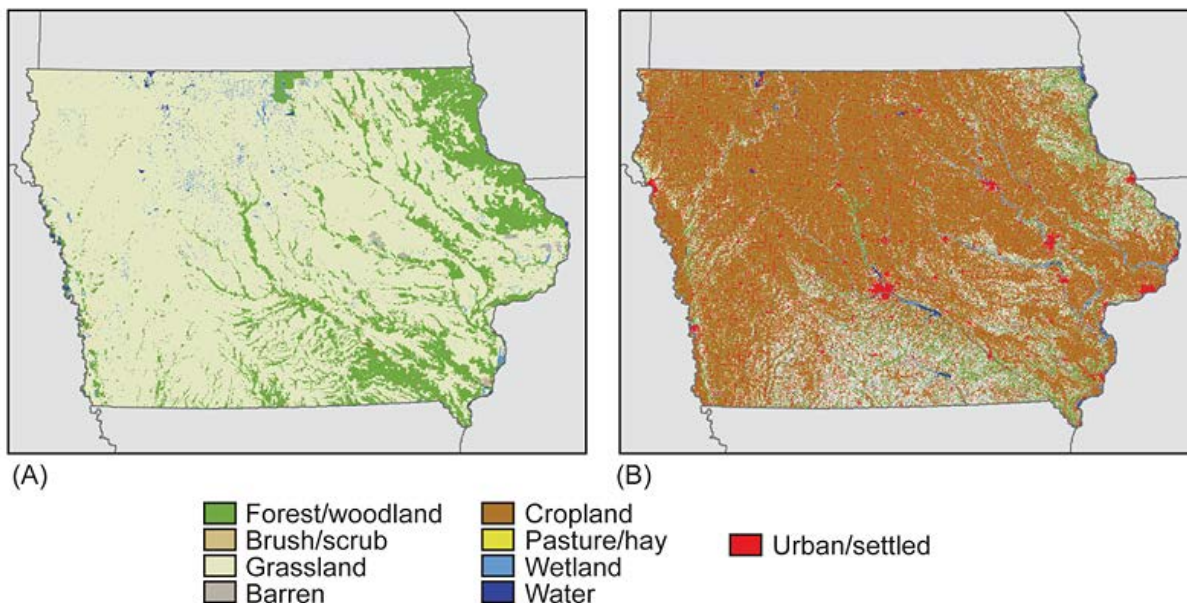 (A)
(B)
Forest/woodland
Brush/scrub
Grassland
Barren
Cropland
Pasture/hay
Wetland
Water
Urban/settled